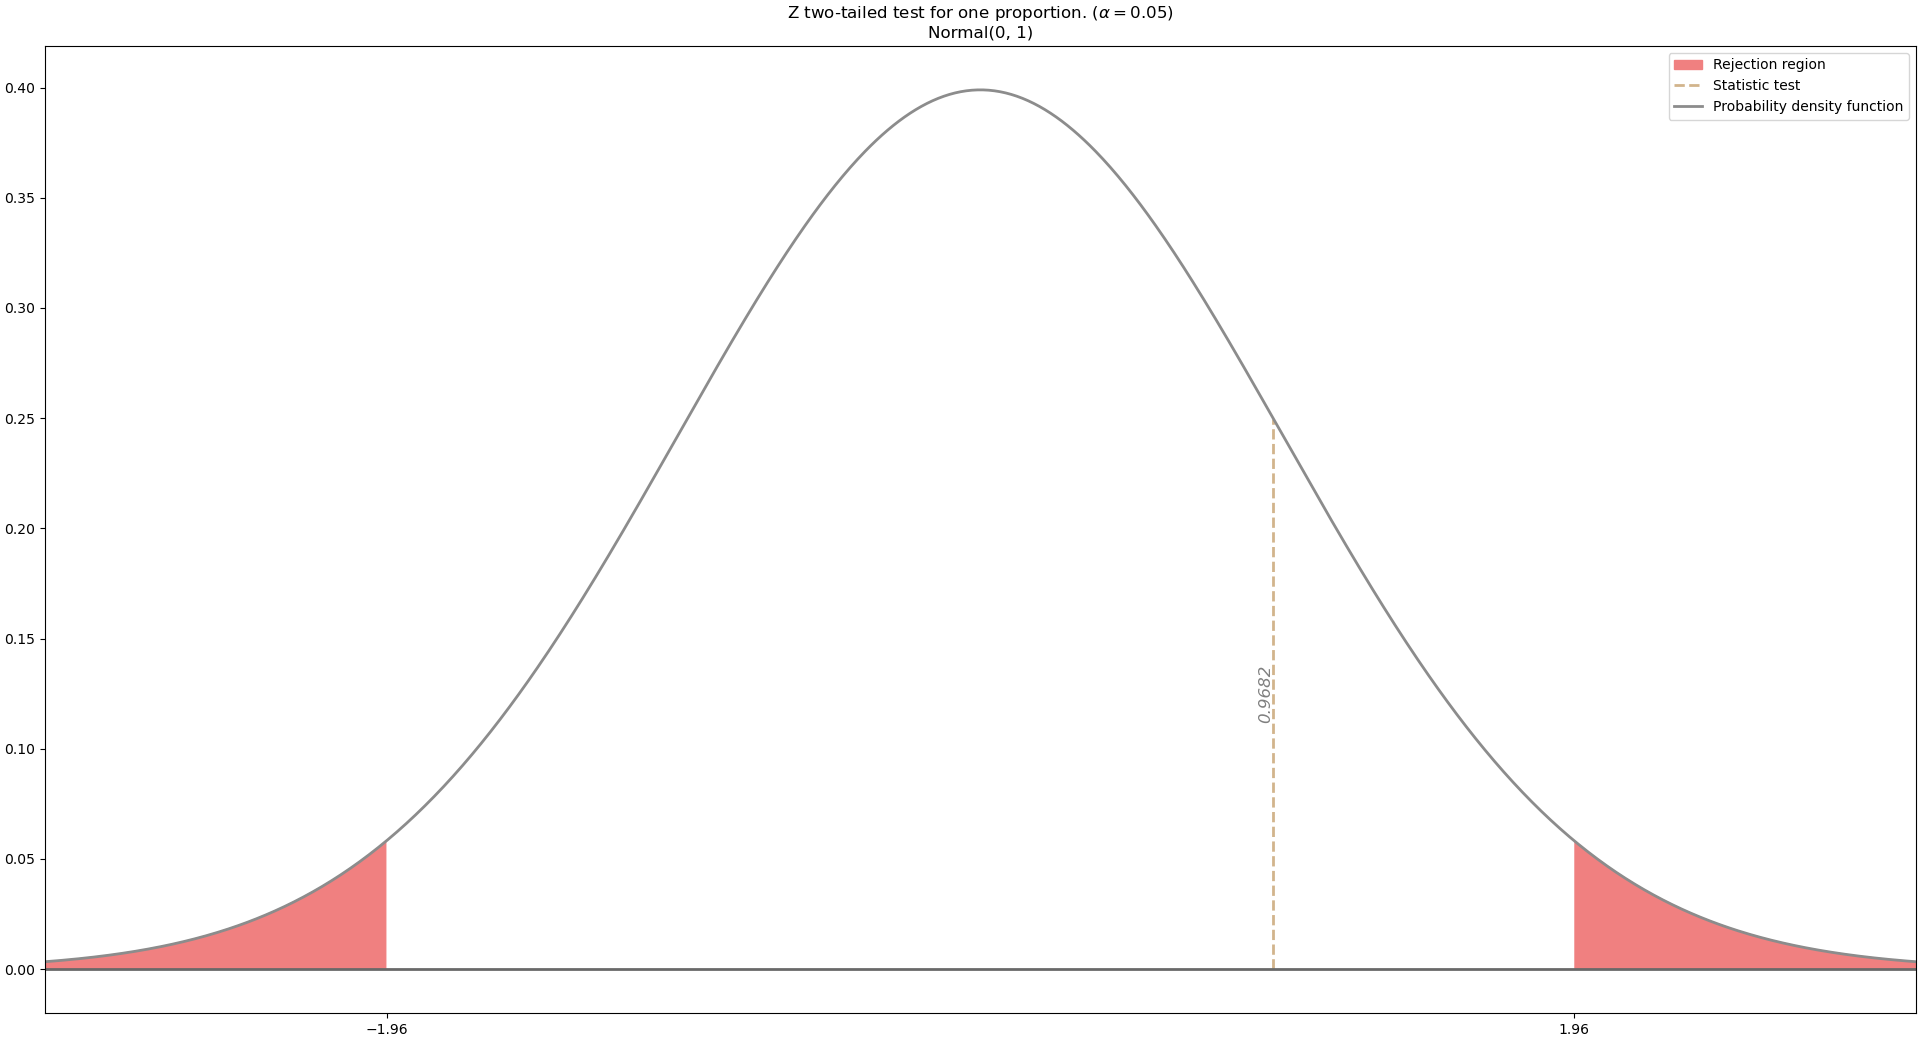 Z two-tailed test for one proportion. (α = 0.05)
Normal(0, 1)
Rejection region
Statistic test
Probability density function
0.40
0.35
0.30
0.25
0.20
0.15
0.10
0.05
0.00
0.9682
−1.96
1.96